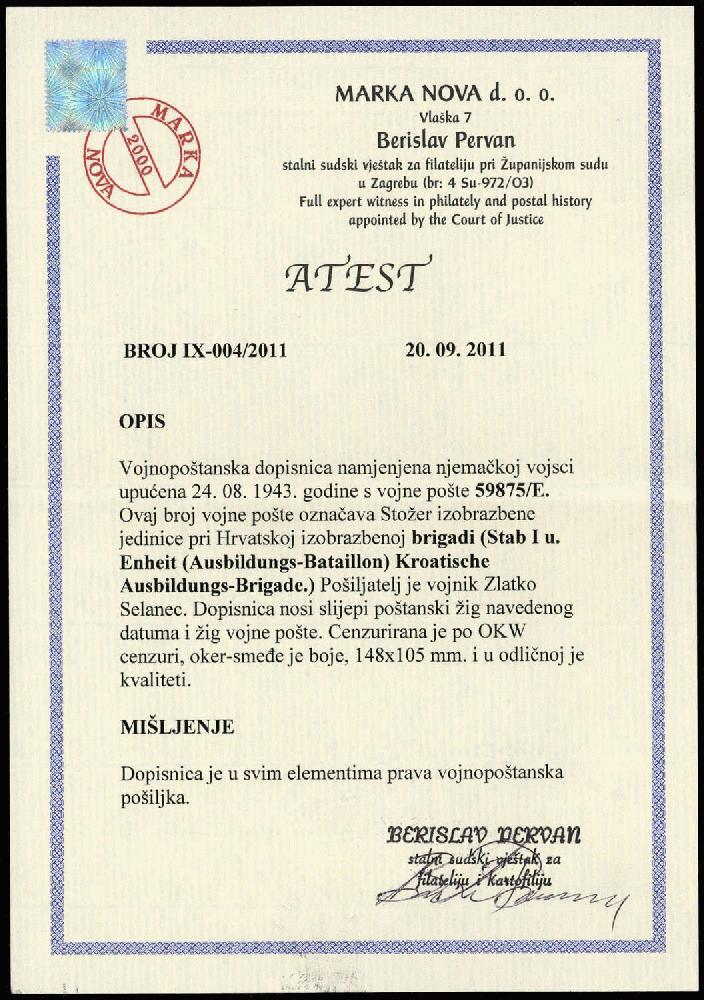 MARKA NOVA d. o. o.
Vlaška 7
Berislav Pervan
stalni sudski vještak za filateliju pri Županijskom sudu
u Zagrebu (br: 4 Su-972/03)
Full expert witness in philately and postal history
appointed by the Court of Justice
MARKA
2000
NOVA
ATEST
BROJ IX-004/2011 20. 09. 2011
OPIS
Vojnopoštanska dopisnica namjenjena njemačkoj vojsci
upućena 24. 08. 1943. godine s vojne pošte 59875/E.
Ovaj broj vojne pošte označava Stožer izobrazbene
jedinice pri Hrvatskoj izobrazbenoj brigadi (Stab I u.
Enheit (Ausbildungs-Bataillon) Kroatische
Ausbildungs-Brigade.) Pošiljatelj je vojnik Zlatko
Selanec. Dopisnica nosi slijepi poštanski žig navedenog
datuma i žig vojne pošte. Cenzurirana je po OKW
cenzuri, oker-smeđe je boje, 148x105 mm. i u odličnoj je
kvaliteti.
MIŠLJENJE
Dopisnica je u svim elementima prava vojnopoštanska
pošiljka.
BERISLAV PERVAN
stalni sudski vještak za
filateliju i kartofiliju